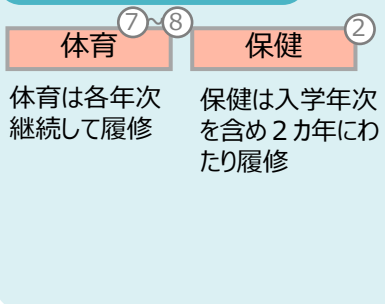 体育 ⑦~⑧
保健 ②
体育は各年次
継続して履修
保健は入学年次
を含め２カ年にわ
たり履修